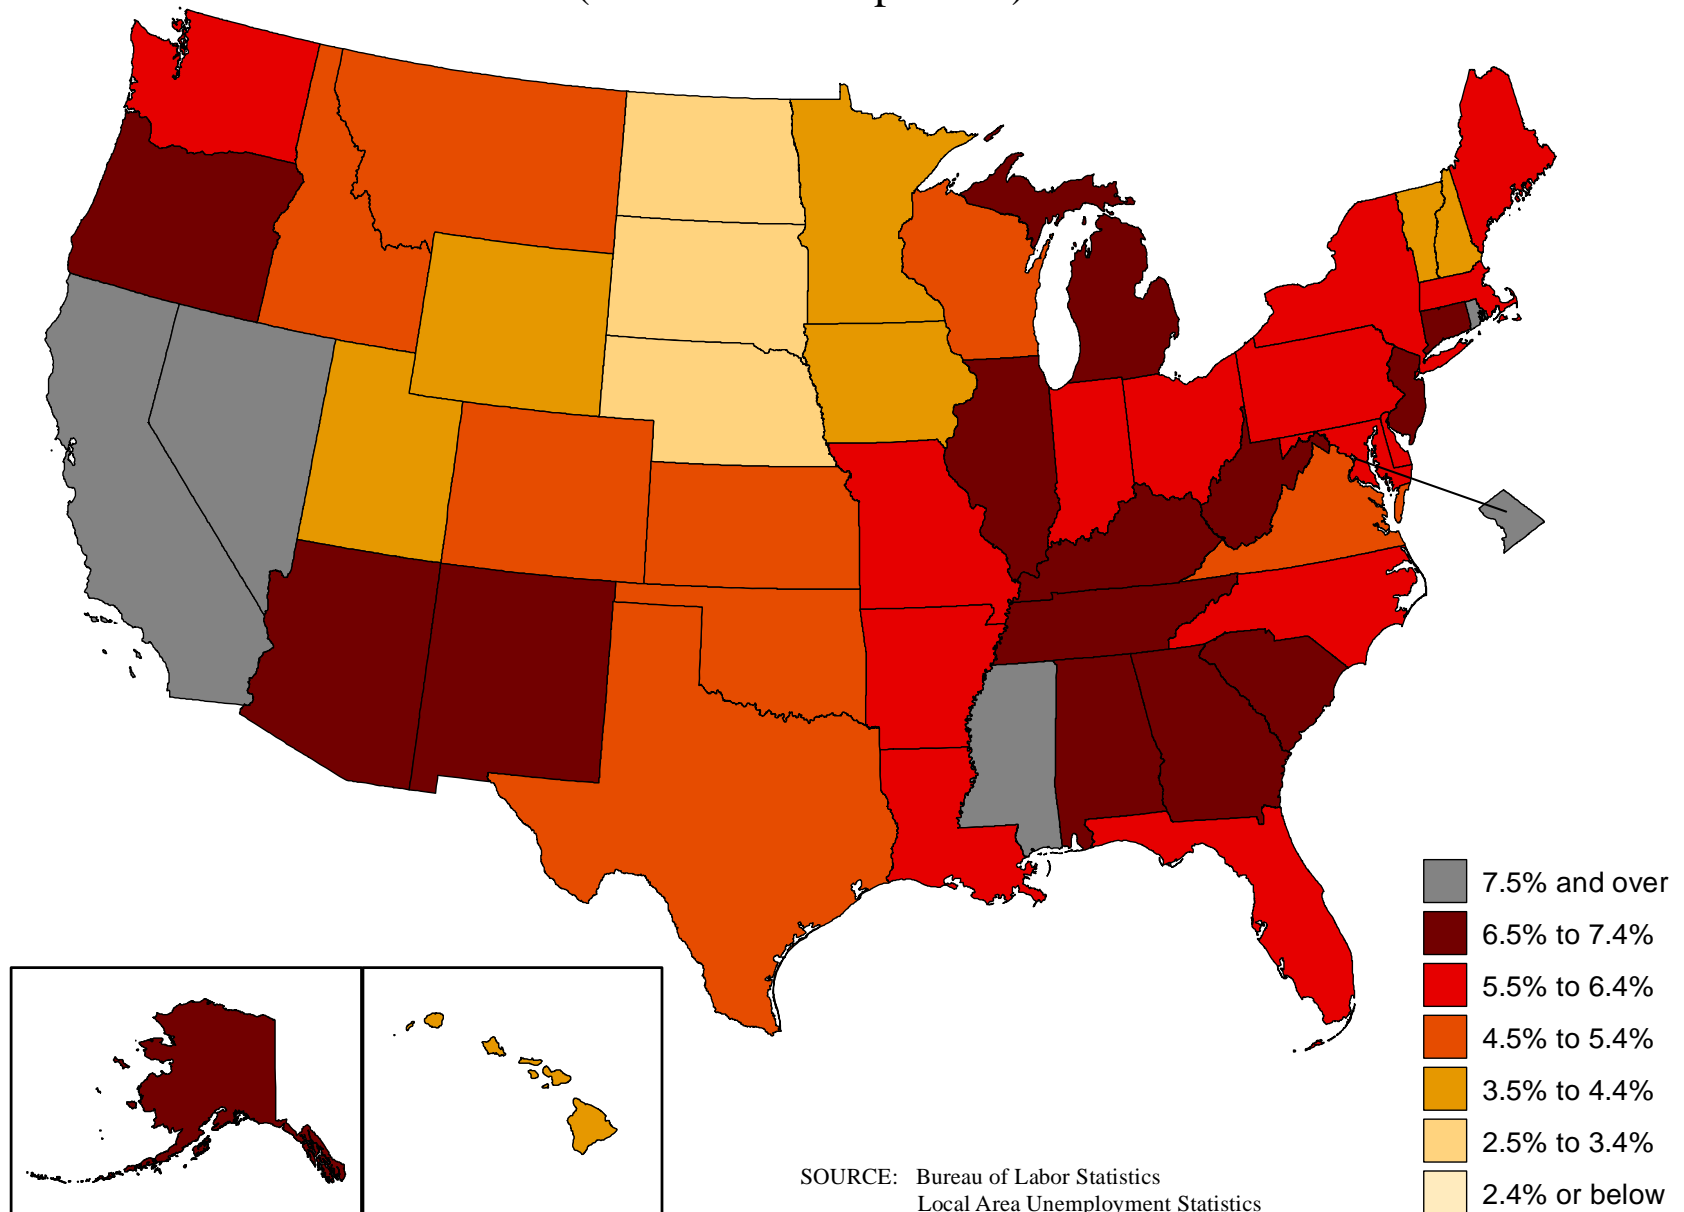 7.5% and over
6.5% to 7.4%
5.5% to 6.4%
4.5% to 5.4%
3.5% to 4.4%
2.5% to 3.4%
2.4% or below
SOURCE: Bureau of Labor Statistics
Local Area Unemployment Statistics